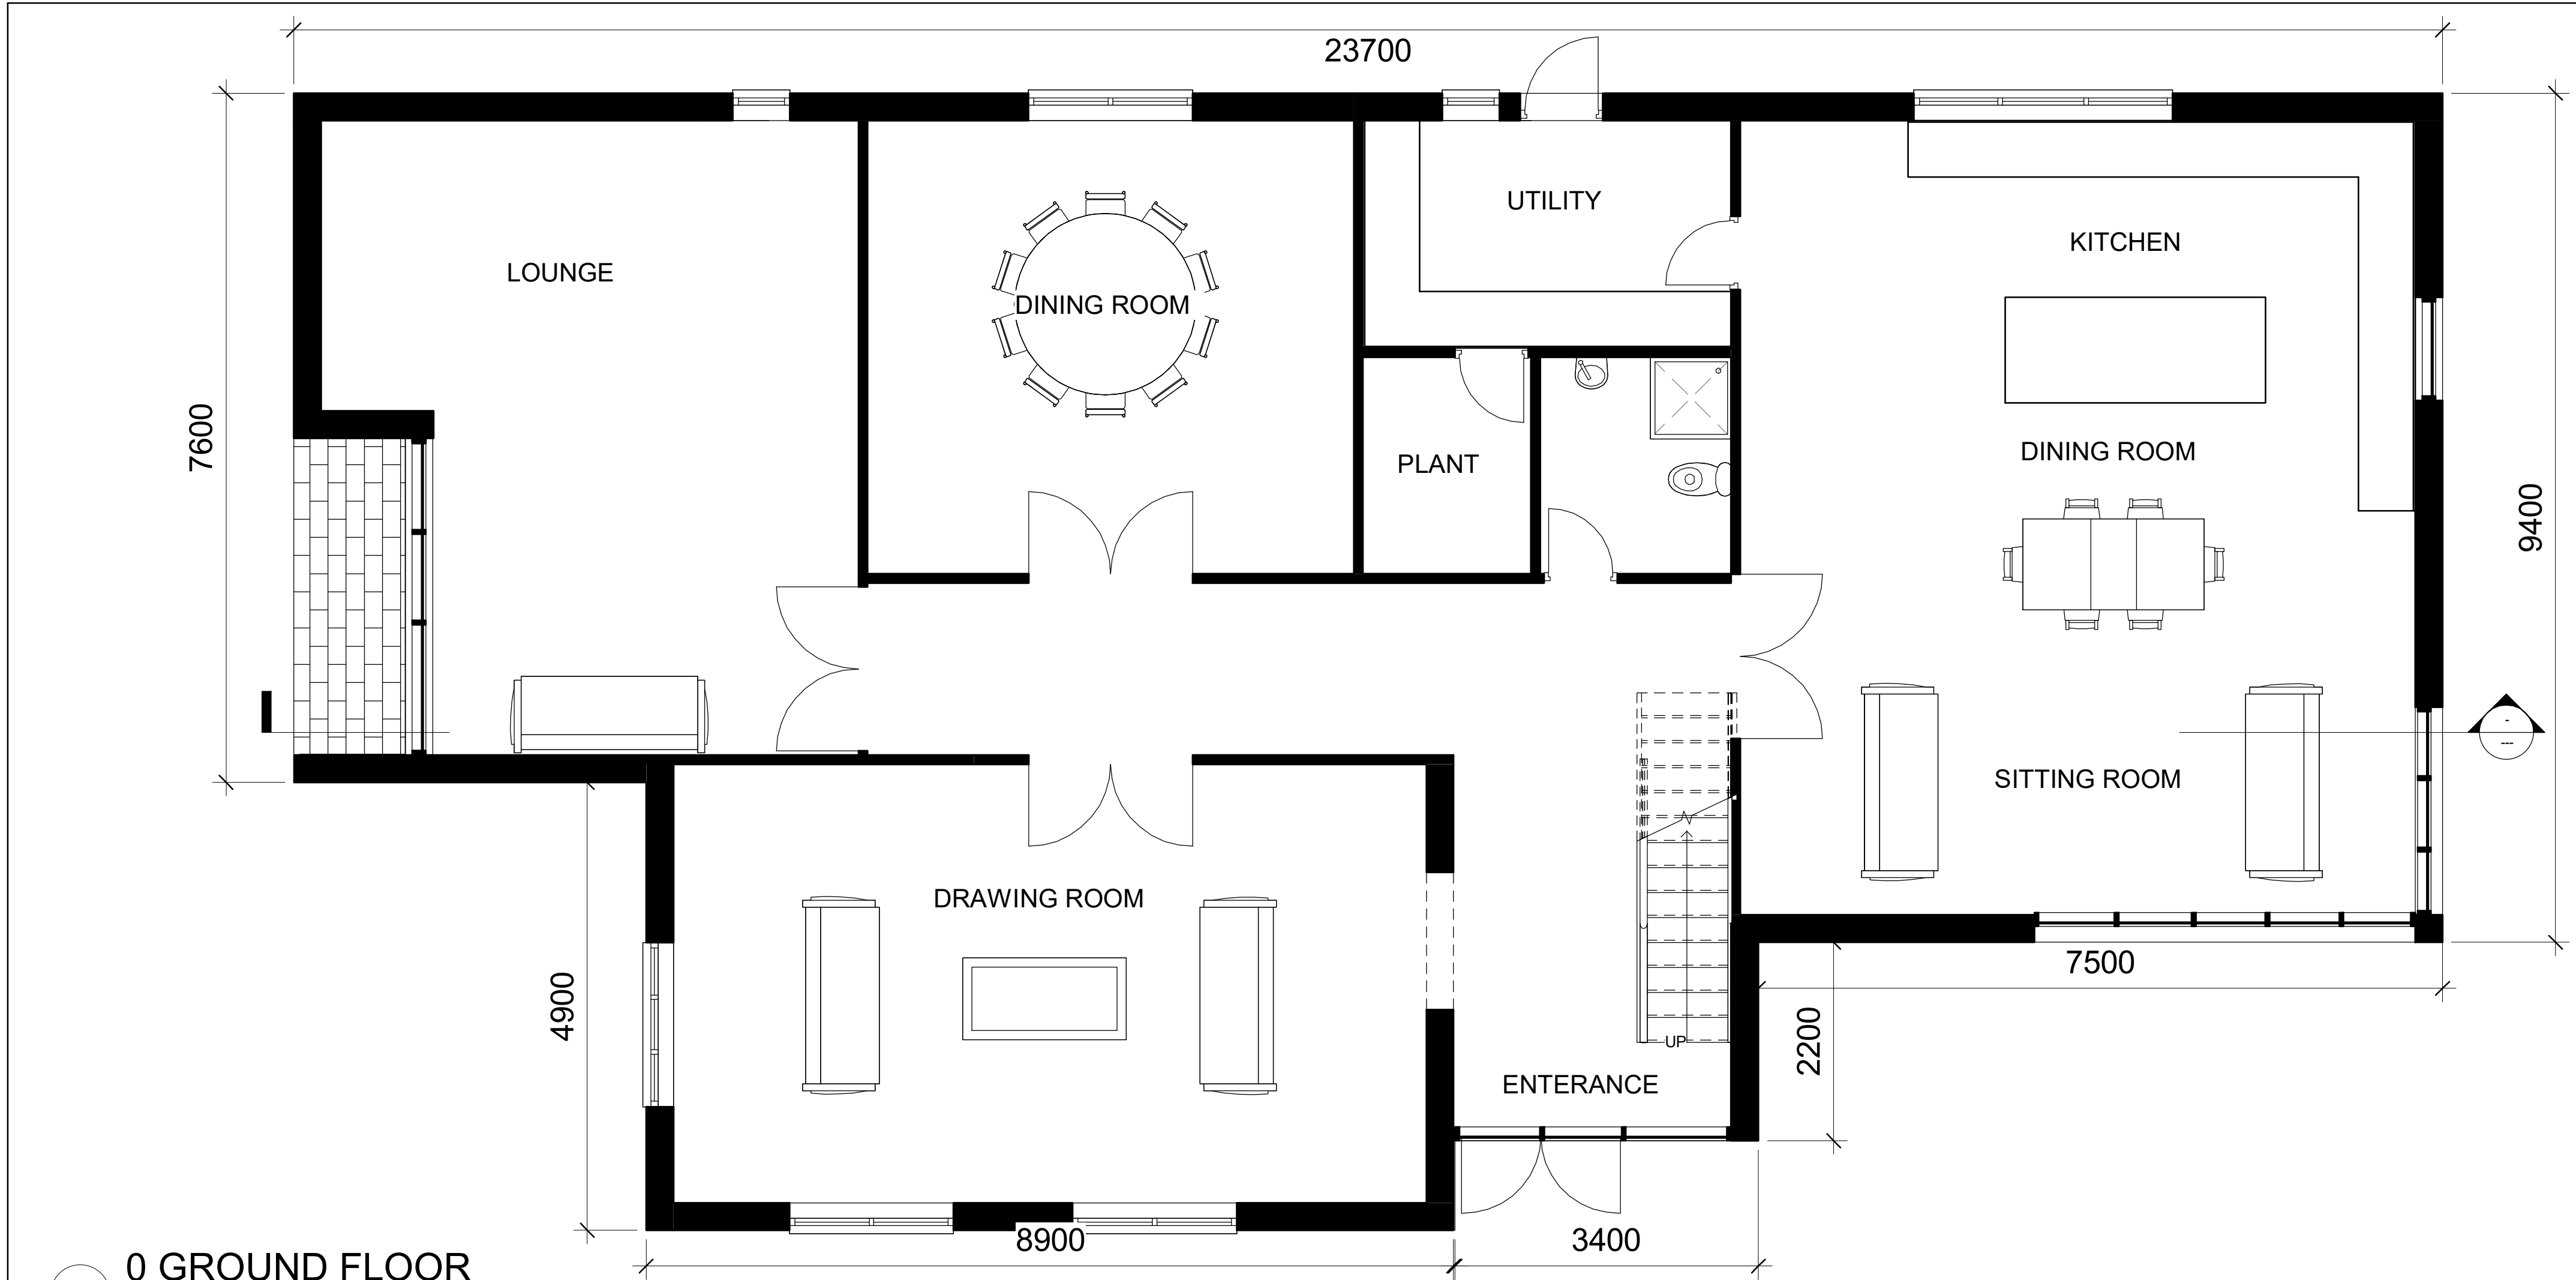 23700
UTILITY
KITCHEN
LOUNGE
DINING ROOM
7600
DINING ROOM
PLANT
9400
-
---
SITTING ROOM
DRAWING ROOM
7500
4900
UP
2200
ENTERANCE
8900
3400
0 GROUND FLOOR